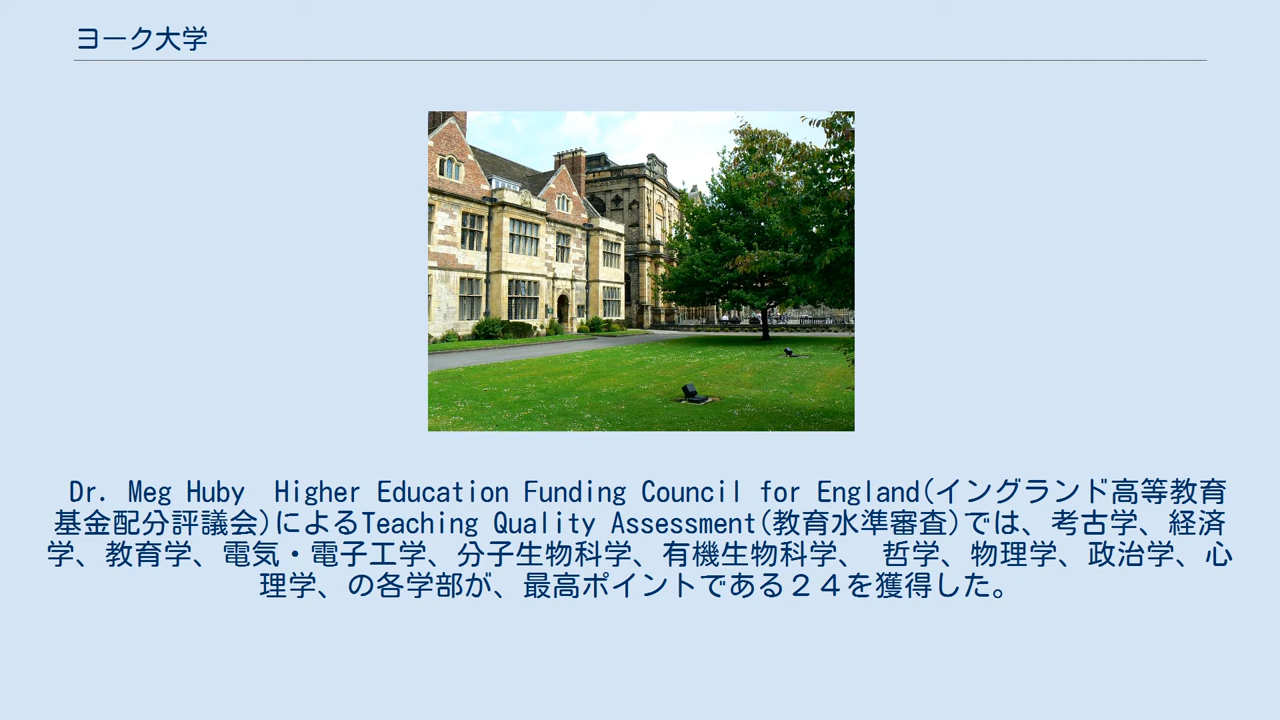 ヨーク大学
Dr. Meg Huby　Higher Education Funding Council for England(イングランド高等教育
基金配分評議会)によるTeaching Quality Assessment(教育水準審査)では、考古学、経済
学、教育学、電気・電子工学、分子生物科学、有機生物科学、 哲学、物理学、政治学、心
理学、の各学部が、最高ポイントである２４を獲得した。